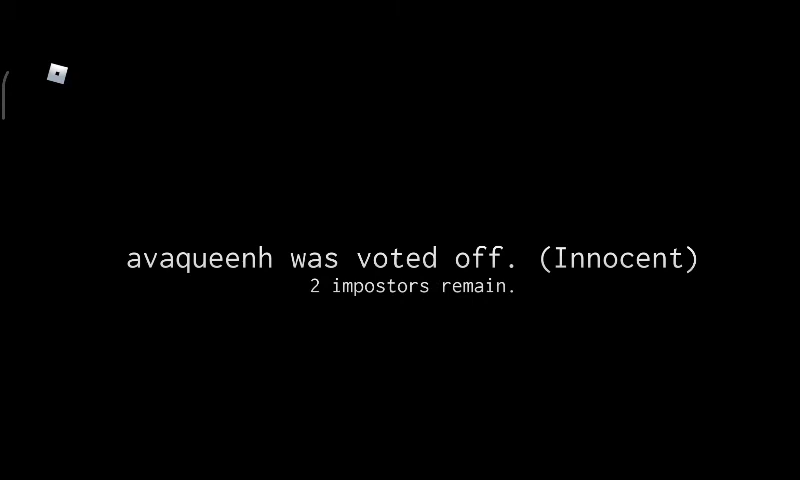 avaqueenh was voted off. (Innocent)
2 impostors remain.